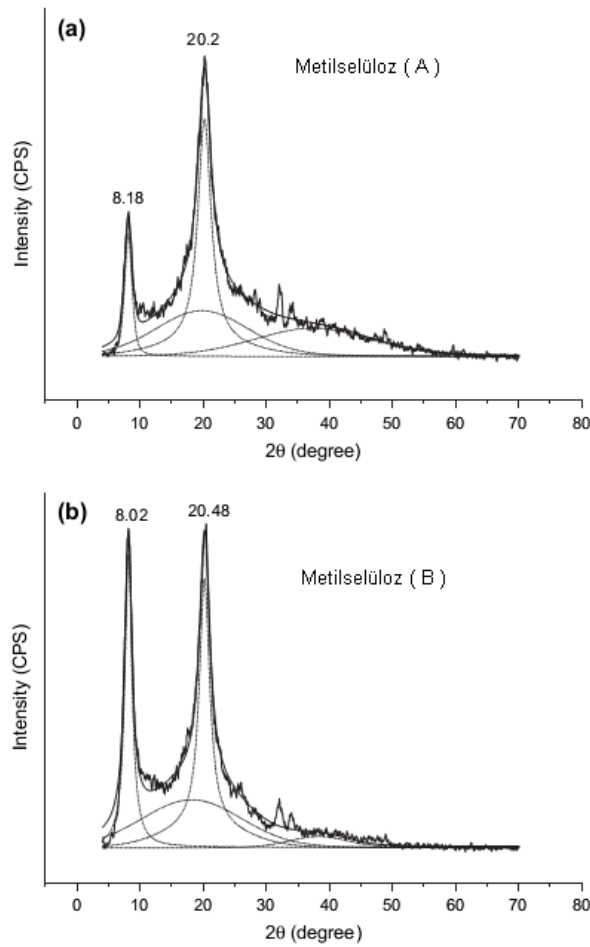 (a)
20.2
Metilselüloz ( A )
8.18
Intensity (CPS)
0 10 20 30 40 50 60 70 80
2θ (degree)
(b)
8.02
20.48
Metilselüloz ( B )
Intensity (CPS)
0 10 20 30 40 50 60 70 80
2θ (degree)